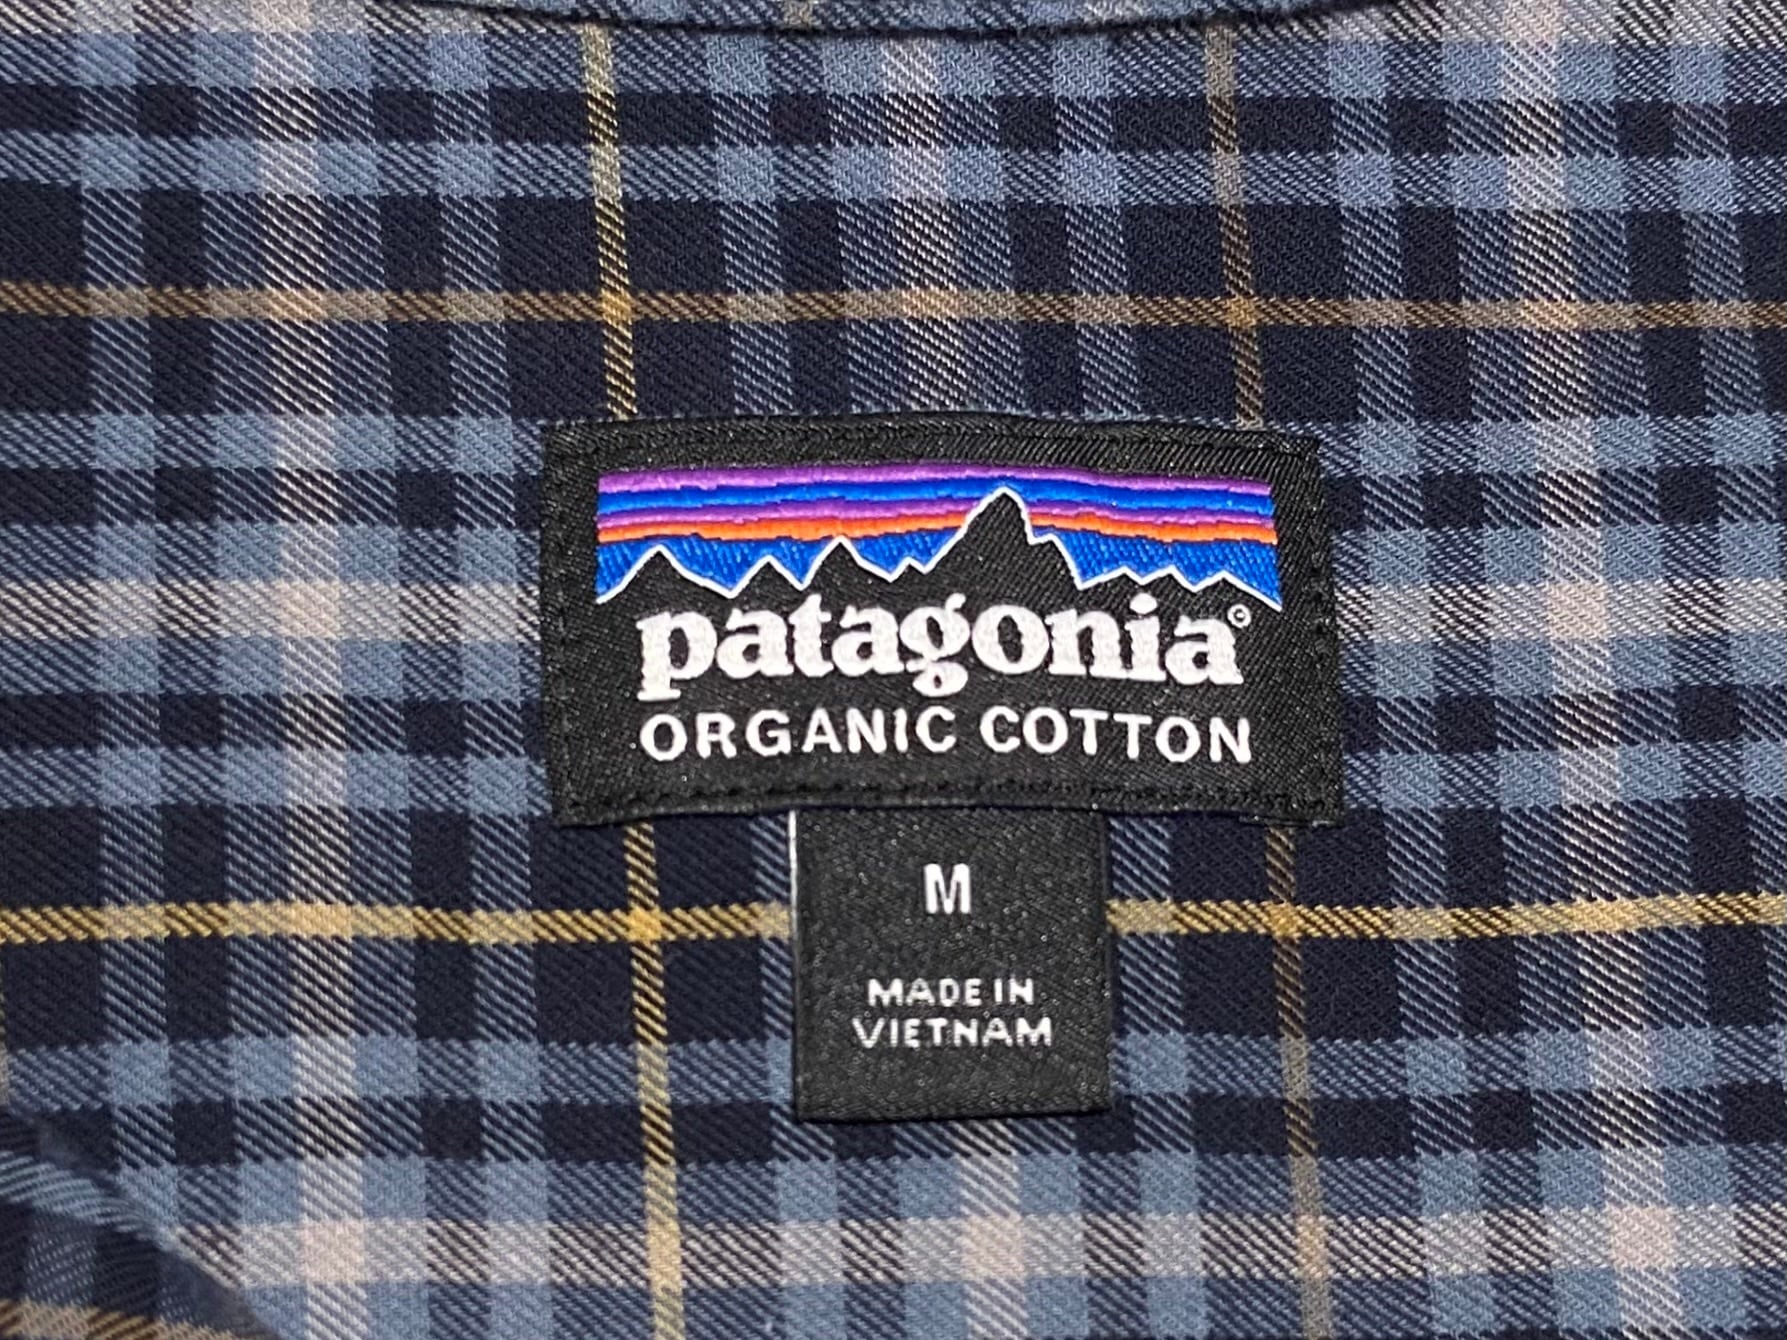 patagonia©
ORGANIC COTTON
M
MADE IN
VIETNAM